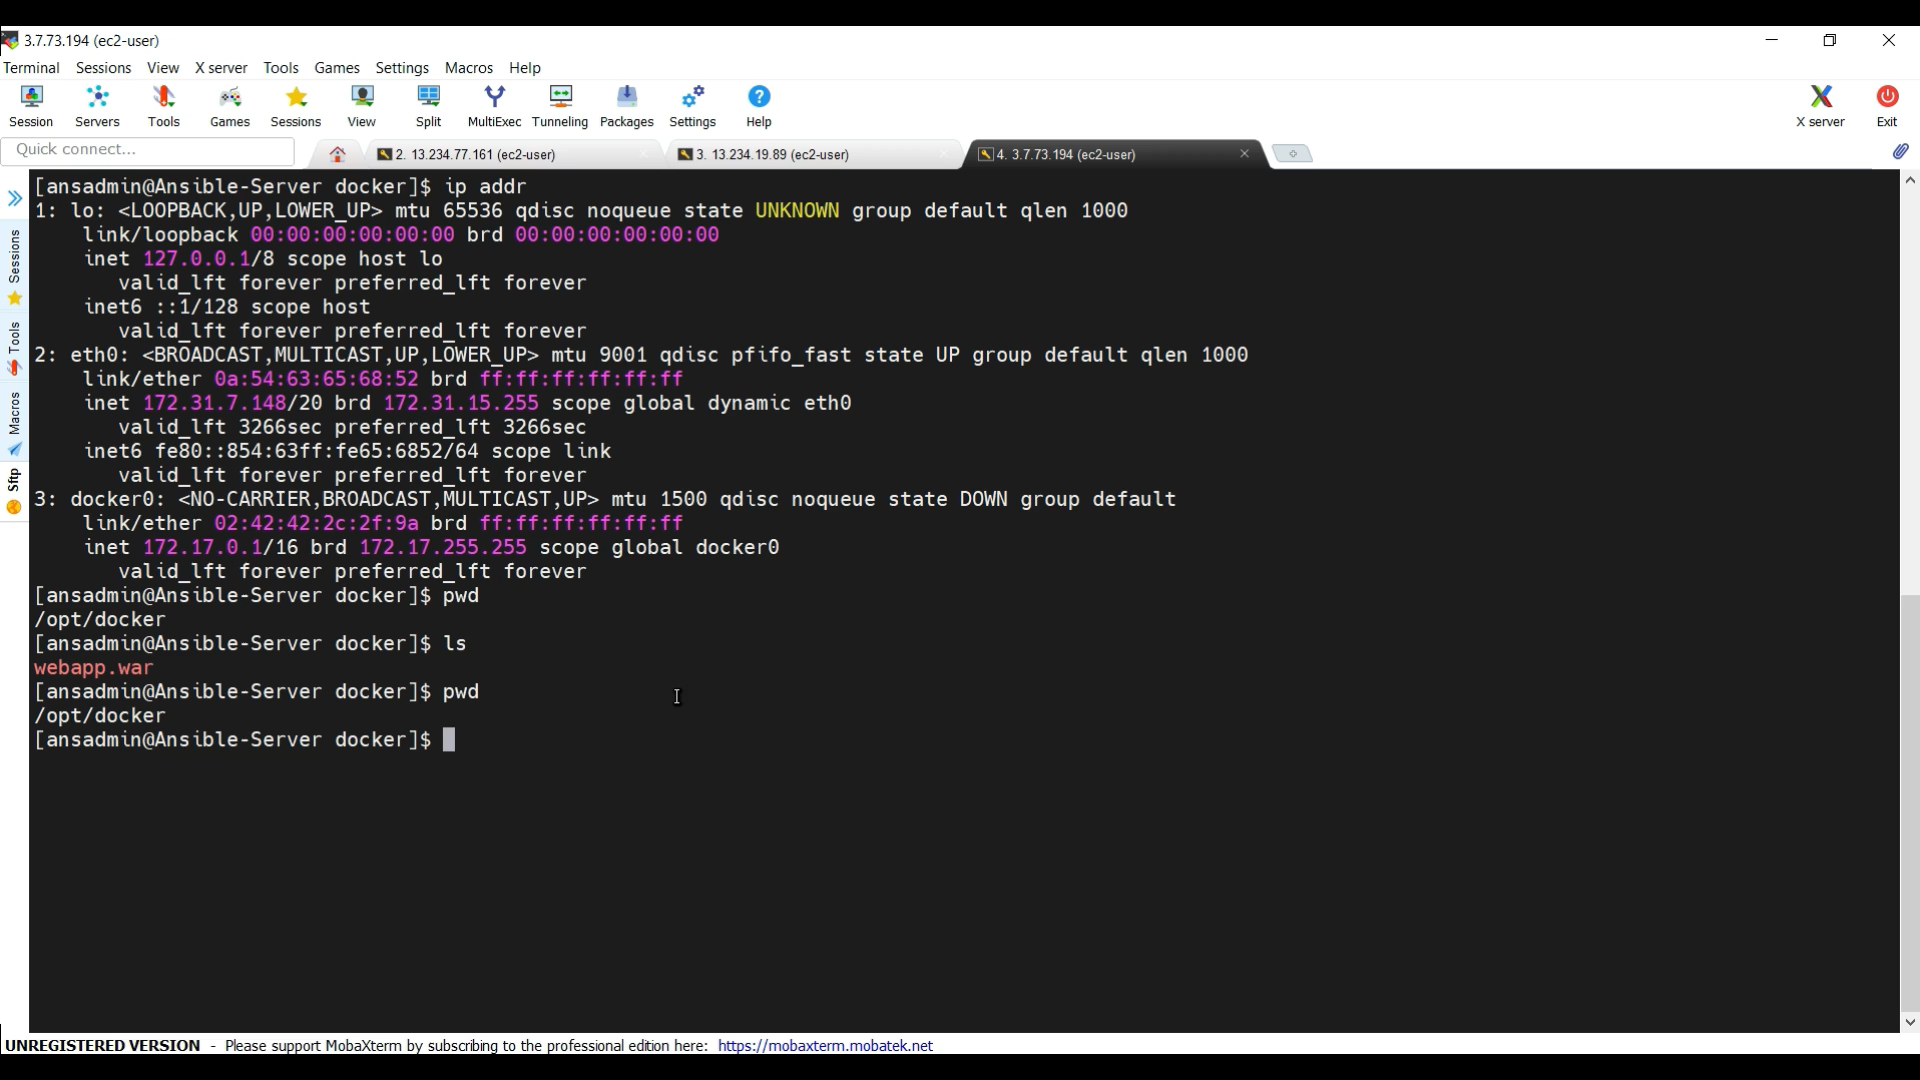 3.7.73.194 (ec2-user)
Terminal Sessions View X server Tools Games Settings Macros Help
Session Servers Tools Games Sessions View Split MultiExec Tunneling Packages Settings Help X server Exit
Quick connect... 2. 13.234.77.161 (ec2-user) 3. 13.234.19.89 (ec2-user) 4. 3.7.73.194 (ec2-user)
Sessions
Tools
Macros
Sftp
[ansadmin@Ansible-Server docker]$ ip addr
1: lo: <LOOPBACK,UP,LOWER_UP> mtu 65536 qdisc noqueue state UNKNOWN group default qlen 1000
    link/loopback 00:00:00:00:00:00 brd 00:00:00:00:00:00
    inet 127.0.0.1/8 scope host lo
       valid_lft forever preferred_lft forever
    inet6 ::1/128 scope host
       valid_lft forever preferred_lft forever
2: eth0: <BROADCAST,MULTICAST,UP,LOWER_UP> mtu 9001 qdisc pfifo_fast state UP group default qlen 1000
    link/ether 0a:54:63:65:68:52 brd ff:ff:ff:ff:ff:ff
    inet 172.31.7.148/20 brd 172.31.15.255 scope global dynamic eth0
       valid_lft 3266sec preferred_lft 3266sec
    inet6 fe80::854:63ff:fe65:6852/64 scope link
       valid_lft forever preferred_lft forever
3: docker0: <NO-CARRIER,BROADCAST,MULTICAST,UP> mtu 1500 qdisc noqueue state DOWN group default
    link/ether 02:42:42:2c:2f:9a brd ff:ff:ff:ff:ff:ff
    inet 172.17.0.1/16 brd 172.17.255.255 scope global docker0
       valid_lft forever preferred_lft forever
[ansadmin@Ansible-Server docker]$ pwd
/opt/docker
[ansadmin@Ansible-Server docker]$ ls
webapp.war
[ansadmin@Ansible-Server docker]$ pwd
/opt/docker
[ansadmin@Ansible-Server docker]$
UNREGISTERED VERSION - Please support MobaXterm by subscribing to the professional edition here: https://mobaxterm.mobatek.net